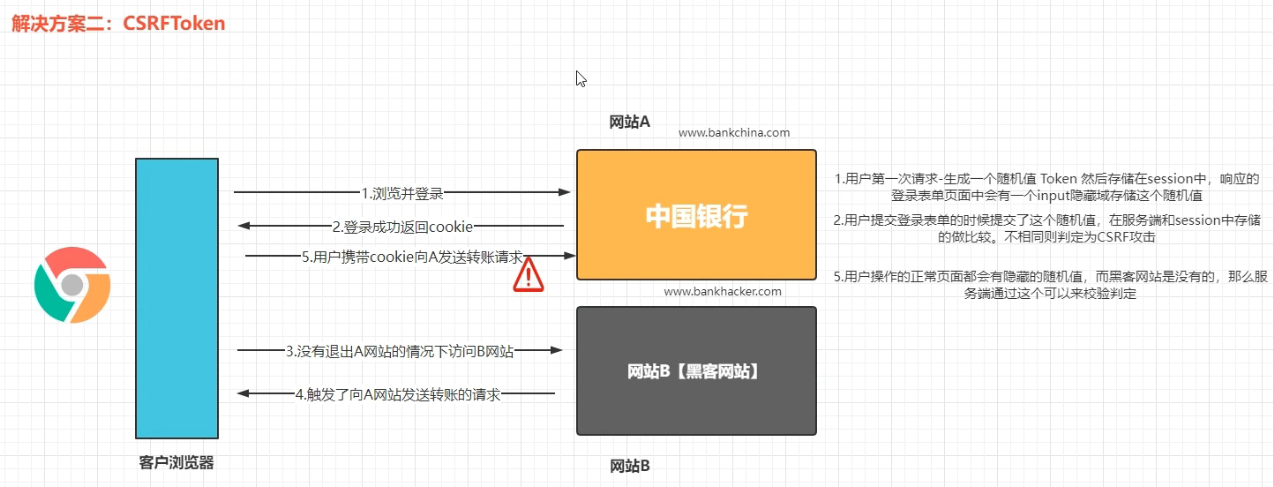 解决方案二：CSRFToken
网站A
www.bankchina.com
1.浏览并登录
中国银行
1.用户第一次请求-生成一个随机值 Token 然后存储在session中，响应的
登录表单页面中会有一个input隐藏域存储这个随机值
2.登录成功返回cookie
2.用户提交登录表单的时候提交了这个随机值，在服务端和session中存储
的做比较。不相同则判定为CSRF攻击
5.用户携带cookie向A发送转账请求
5.用户操作的正常页面都会有隐藏的随机值，而黑客网站是没有的，那么服
务端通过这个可以来校验判定
www.bankhacker.com
3.没有退出A网站的情况下访问B网站
网站B【黑客网站】
4.触发了向A网站发送转账的请求
客户浏览器
网站B